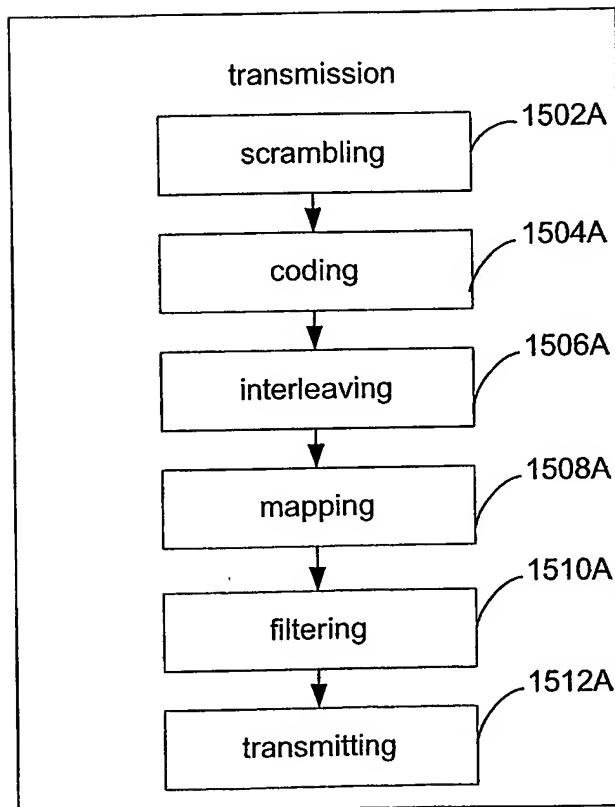 transmission
1502A
scrambling
1504A
coding
1506A
interleaving
1508A
mapping
1510A
filtering
1512A
transmitting